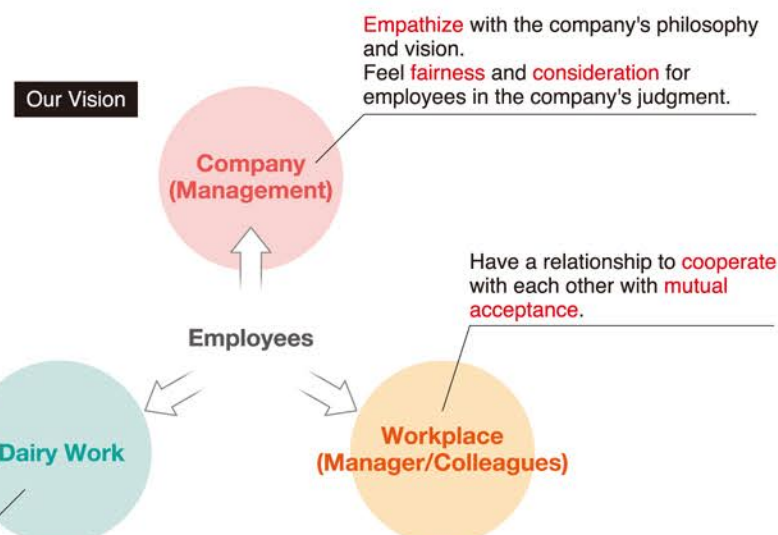 Empathize with the company's philosophy
and vision.
Feel fairness and consideration for
employees in the company's judgment.
Our Vision
Company
(Management)
Have a relationship to cooperate
with each other with mutual
acceptance.
Employees
Dairy Work
Workplace
(Manager/Colleagues)